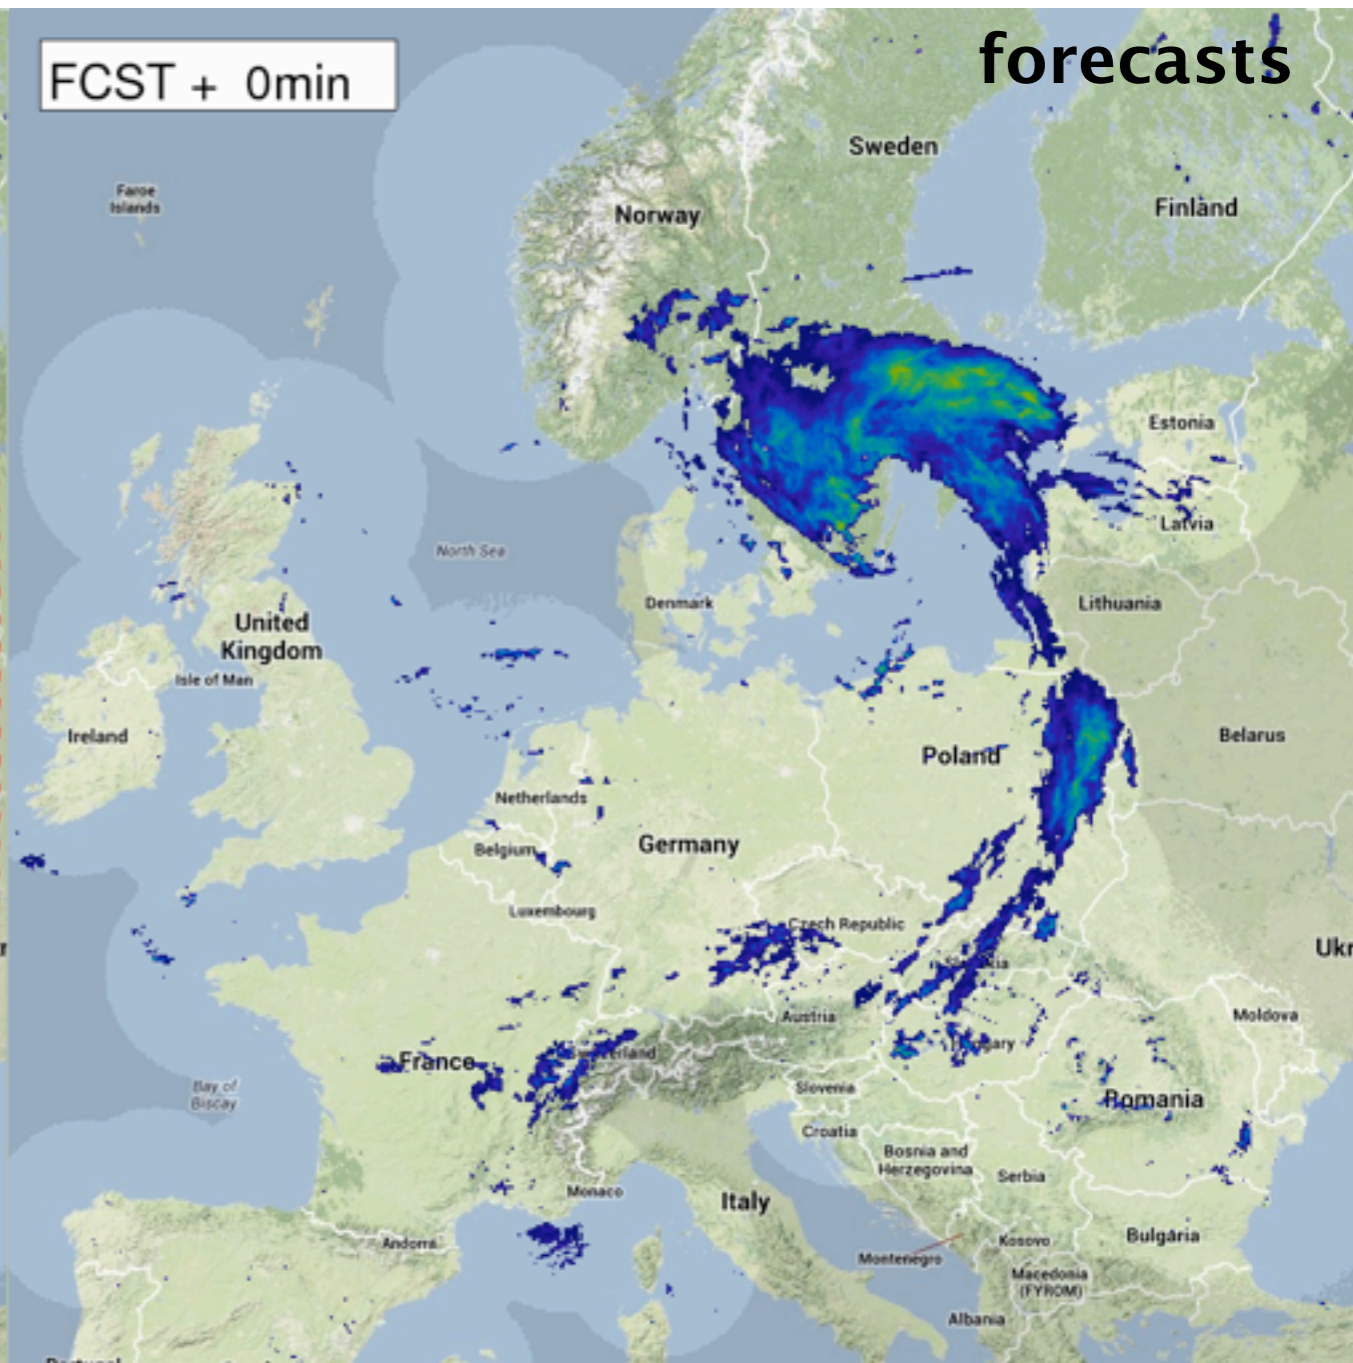 forecasts
FCST + 0min
Sweden
Faroe
Islands
Norway
Finland
Estonia
Latvia
North Sea
Denmark
Lithuania
United
Kingdom
Isle of Man
Ireland
Belarus
Poland
Netherlands
Germany
Belgium
Luxembourg
Czech Republic
Ukr
Austria
Moldova
France
Hungary
Slovenia
Bay of
Biscay
Romania
Croatia
Bosnia and
Herzegovina
Serbia
Monaco
Italy
Andorra
Kosovo
Bulgaria
Montenegro
Macedonia
(FYROM)
Albania